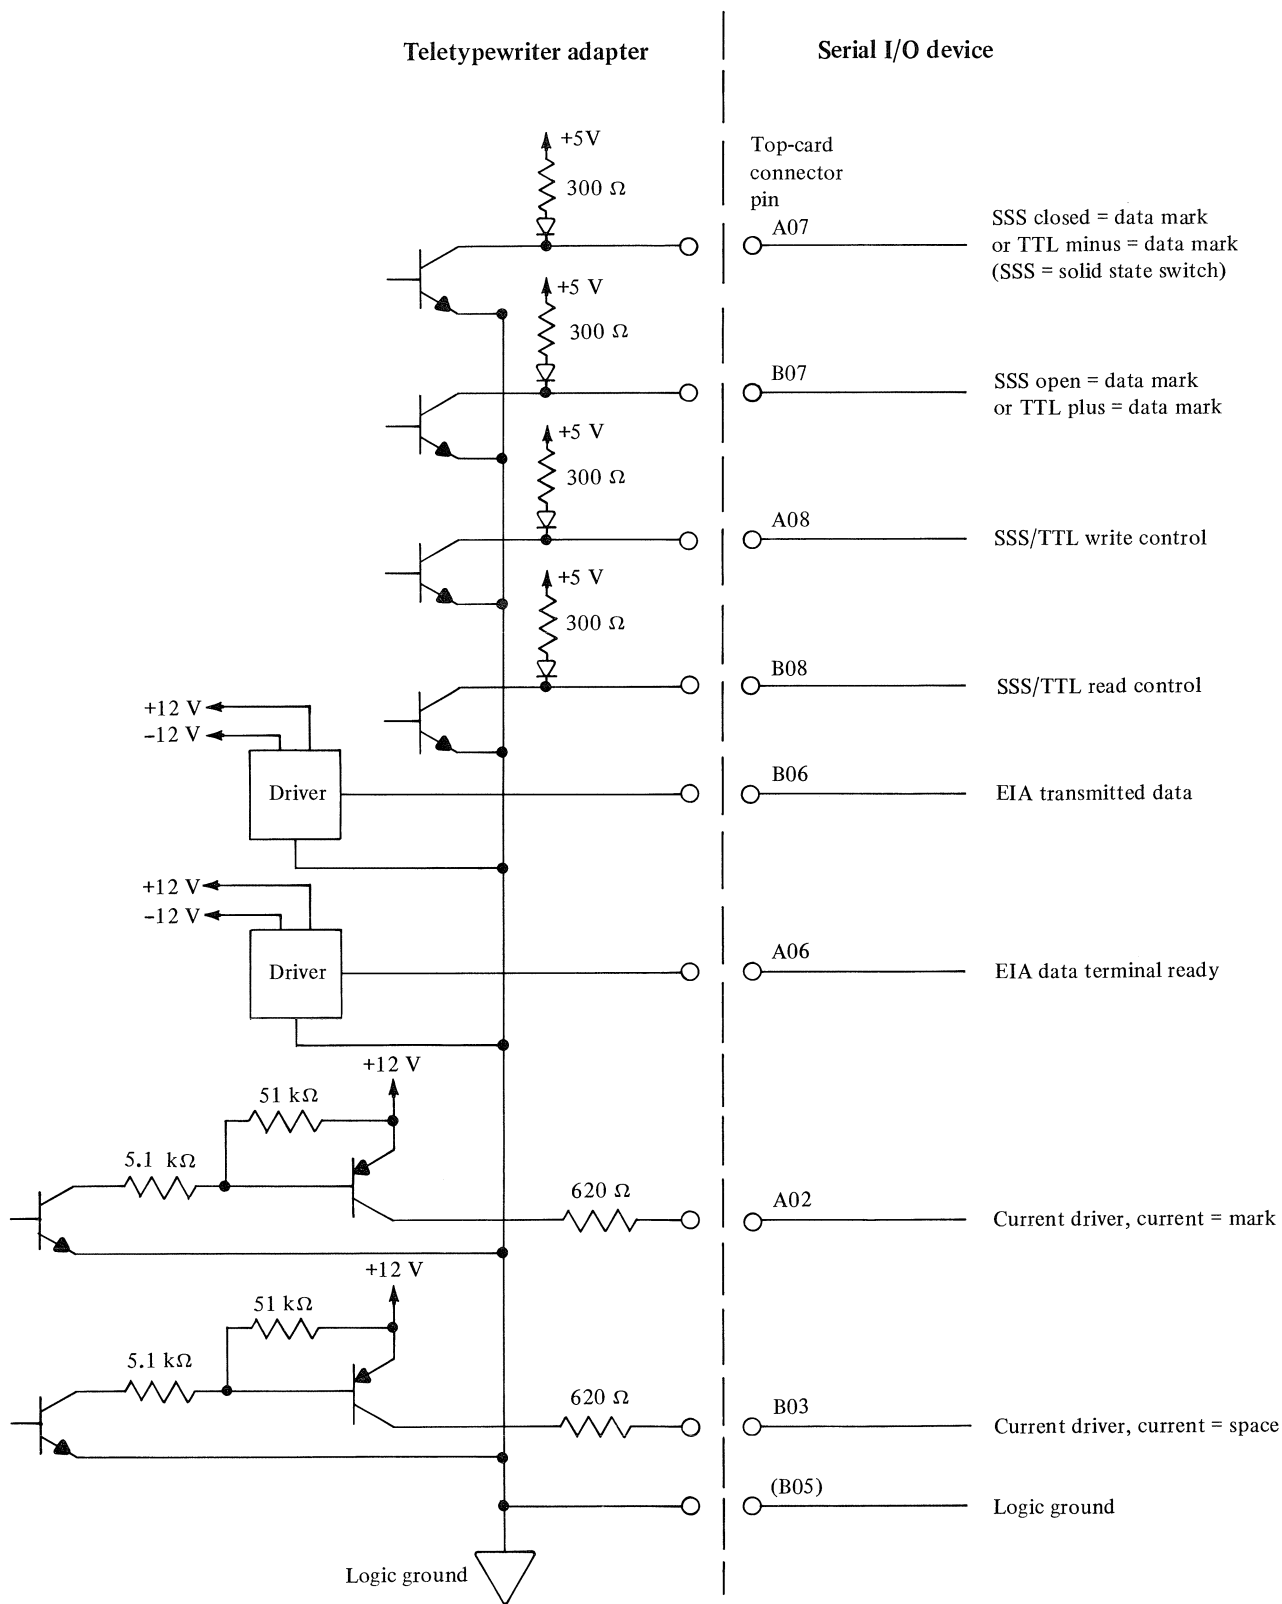 Teletypewriter adapter
Serial I/O device
Top-card
connector
pin
+5V
300 Ω
A07
SSS closed = data mark
or TTL minus = data mark
(SSS = solid state switch)
+5 V
300 Ω
B07
SSS open = data mark
or TTL plus = data mark
+5 V
300 Ω
A08
SSS/TTL write control
+5 V
300 Ω
B08
SSS/TTL read control
+12 V
–12 V
Driver
B06
EIA transmitted data
+12 V
–12 V
Driver
A06
EIA data terminal ready
+12 V
51 kΩ
5.1 kΩ
620 Ω
A02
Current driver, current = mark
+12 V
51 kΩ
5.1 kΩ
620 Ω
B03
Current driver, current = space
(B05)
Logic ground
Logic ground